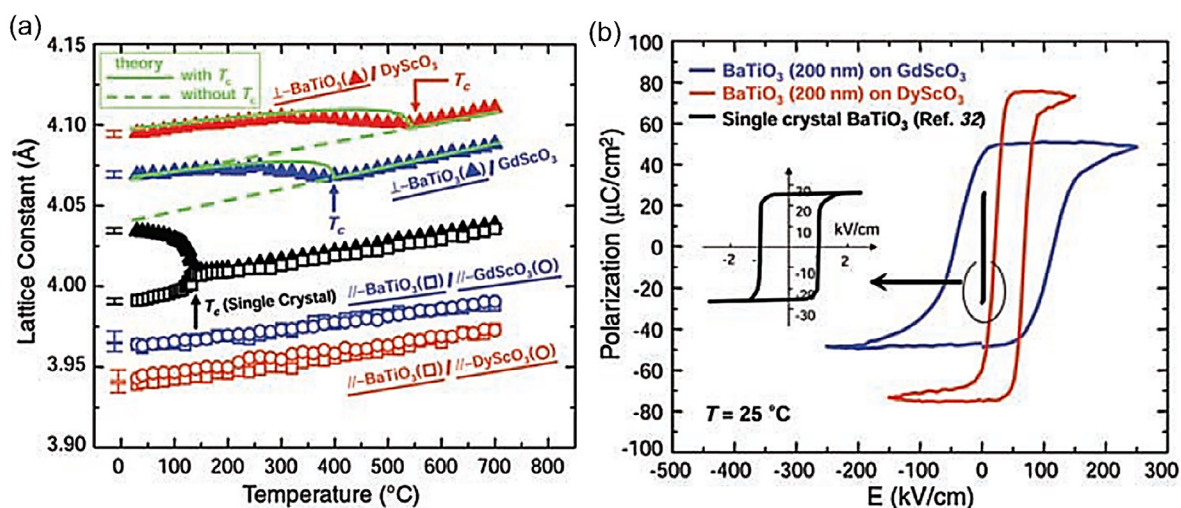 (a)
4.15
4.10
4.05
4.00
3.95
3.90
Lattice Constant (Å)
0 100 200 300 400 500 600 700 800
Temperature (°C)
theory
with Tc
without Tc
⊥-BaTiO3(▲)/ DyScO3
Tc
⊥-BaTiO3(▲)/ GdScO3
Tc
Tc (Single Crystal)
//-BaTiO3(□)/ //-GdScO3(○)
//-BaTiO3(□)/ //-DyScO3(○)
(b)
100
80
60
40
20
0
-20
-40
-60
-80
-100
Polarization (μC/cm2)
-500 -400 -300 -200 -100 0 100 200 300
E (kV/cm)
BaTiO3 (200 nm) on GdScO3
BaTiO3 (200 nm) on DyScO3
Single crystal BaTiO3 (Ref. 32)
30
20
kV/cm
-2 2
-10
-30
T = 25 °C